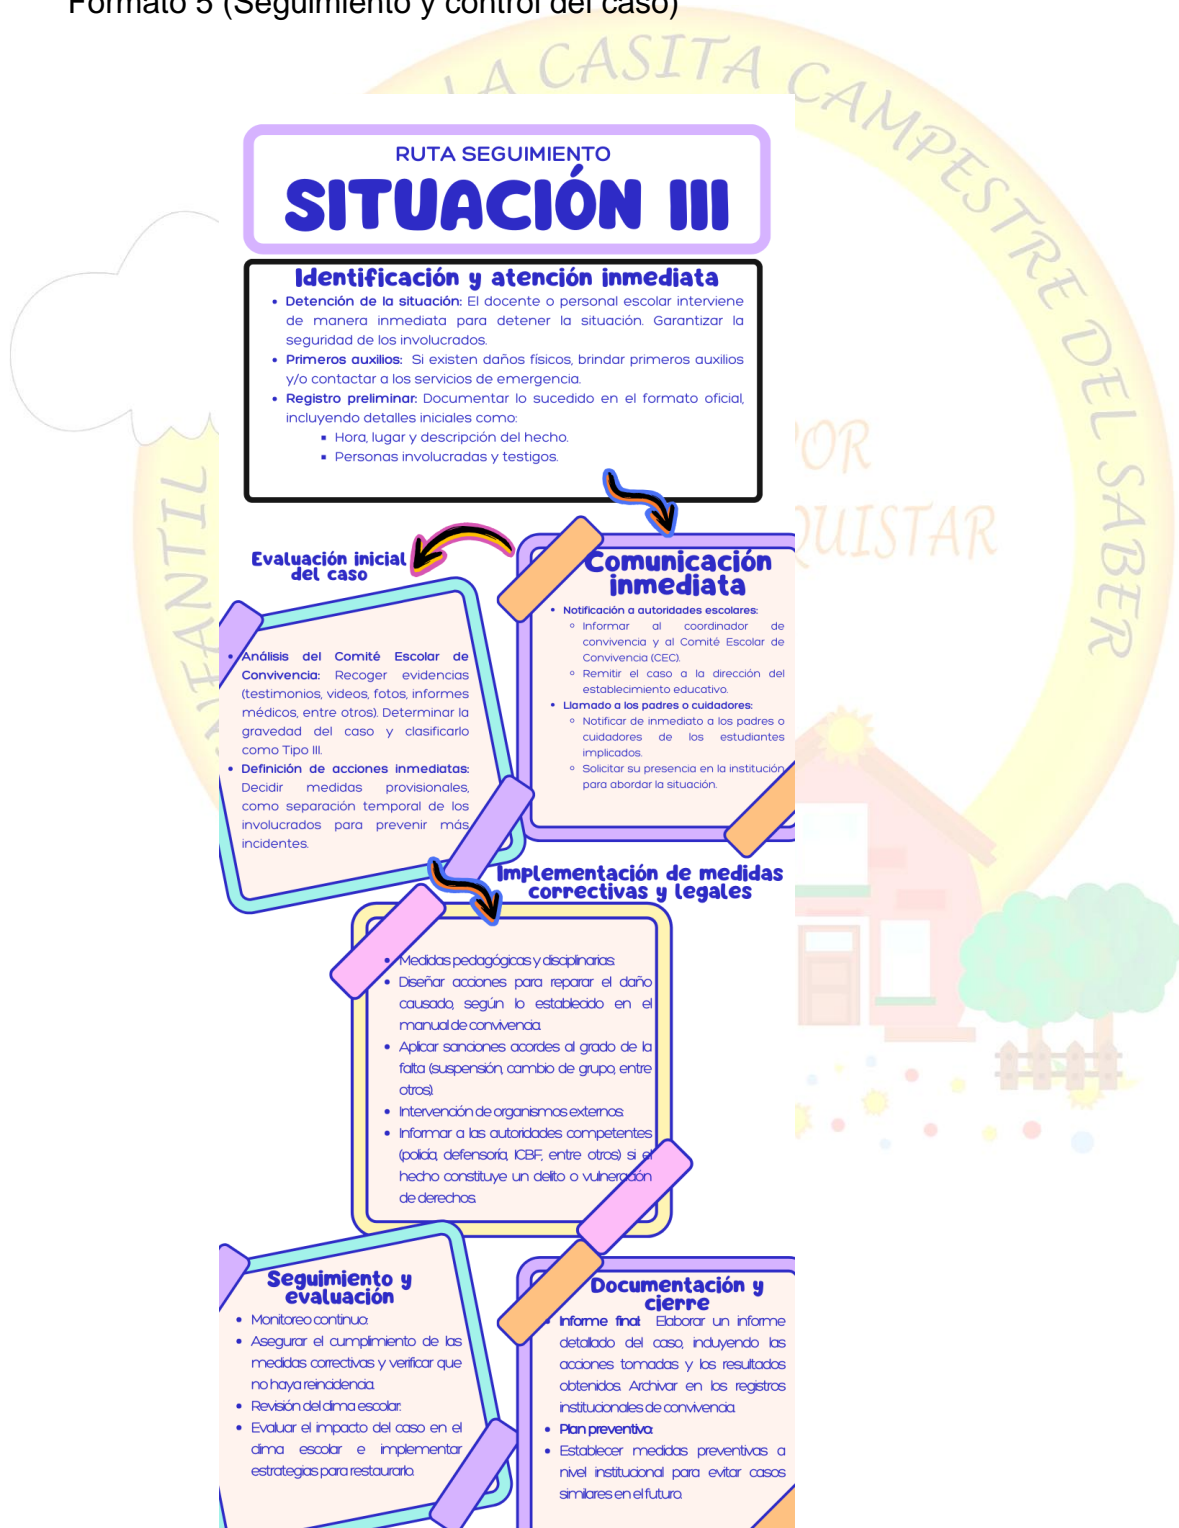 Formato 5 (Seguimiento y control del caso)
LA CASITA CAMPESTRE DEL SABER
INFANTIL
POR
QUISTAR
RUTA SEGUIMIENTO
SITUACIÓN III
Identificación y atención inmediata
• Detención de la situación: El docente o personal escolar interviene
de manera inmediata para detener la situación. Garantizar la
seguridad de los involucrados.
• Primeros auxilios: Si existen daños físicos, brindar primeros auxilios
y/o contactar a los servicios de emergencia.
• Registro preliminar: Documentar lo sucedido en el formato oficial,
incluyendo detalles iniciales como:
▪ Hora, lugar y descripción del hecho.
▪ Personas involucradas y testigos.
Comunicación
inmediata
• Notificación a autoridades escolares:
◦ Informar al coordinador de
convivencia y al Comité Escolar de
Convivencia (CEC).
◦ Remitir el caso a la dirección del
establecimiento educativo.
• Llamado a los padres o cuidadores:
◦ Notificar de inmediato a los padres o
cuidadores de los estudiantes
implicados.
◦ Solicitar su presencia en la institución
para abordar la situación.
Evaluación inicial
del caso
• Análisis del Comité Escolar de
Convivencia: Recoger evidencias
(testimonios, videos, fotos, informes
médicos, entre otros). Determinar la
gravedad del caso y clasificarlo
como Tipo III.
• Definición de acciones inmediatas:
Decidir medidas provisionales,
como separación temporal de los
involucrados para prevenir más
incidentes.
Implementación de medidas
correctivas y legales
• Medidas pedagógicas y disciplinarias:
• Diseñar acciones para reparar el daño
causado, según lo establecido en el
manual de convivencia.
• Aplicar sanciones acordes al grado de la
falta (suspensión, cambio de grupo, entre
otros).
• Intervención de organismos externos:
• Informar a las autoridades competentes
(policía, defensoría, ICBF, entre otros) si el
hecho constituye un delito o vulneración
de derechos.
Seguimiento y
evaluación
• Monitoreo continuo:
• Asegurar el cumplimiento de las
medidas correctivas y verificar que
no haya reincidencia.
• Revisión del clima escolar:
• Evaluar el impacto del caso en el
clima escolar e implementar
estrategias para restaurarlo.
Documentación y
cierre
• Informe final: Elaborar un informe
detallado del caso, incluyendo las
acciones tomadas y los resultados
obtenidos. Archivar en los registros
institucionales de convivencia.
• Plan preventivo:
• Establecer medidas preventivas a
nivel institucional para evitar casos
similares en el futuro.